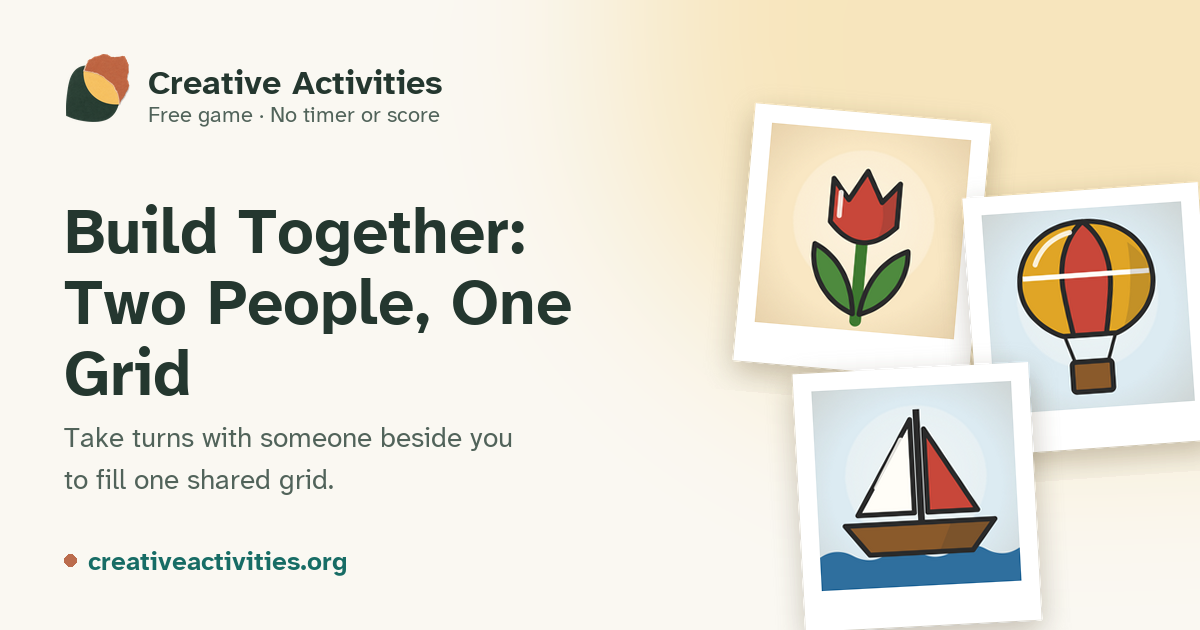 Creative Activities
Free game · No timer or score
Build Together:
Two People, One
Grid
Take turns with someone beside you
to fill one shared grid.
creativeactivities.org